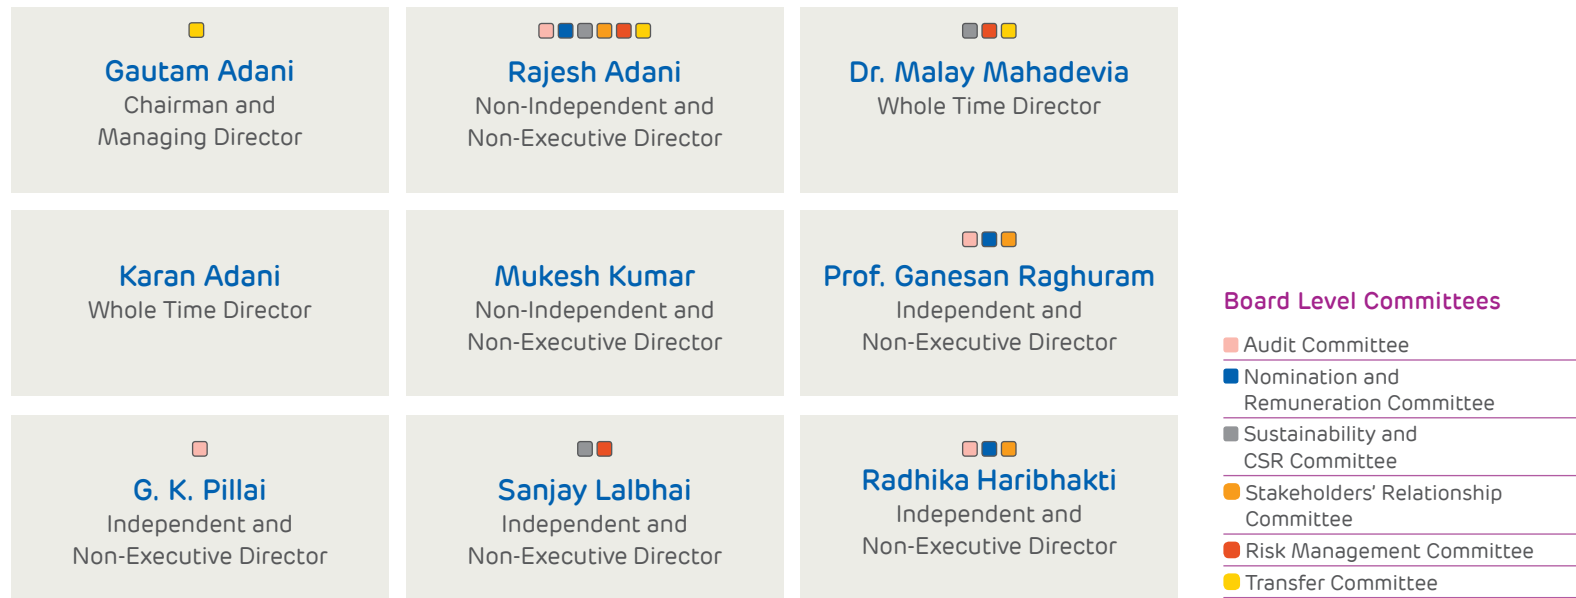 Gautam Adani
Chairman and
Managing Director
Rajesh Adani
Non-Independent and
Non-Executive Director
Dr. Malay Mahadevia
Whole Time Director
Karan Adani
Whole Time Director
Mukesh Kumar
Non-Independent and
Non-Executive Director
Prof. Ganesan Raghuram
Independent and
Non-Executive Director
G. K. Pillai
Independent and
Non-Executive Director
Sanjay Lalbhai
Independent and
Non-Executive Director
Radhika Haribhakti
Independent and
Non-Executive Director
Board Level Committees
Audit Committee
Nomination and
Remuneration Committee
Sustainability and
CSR Committee
Stakeholders' Relationship
Committee
Risk Management Committee
Transfer Committee